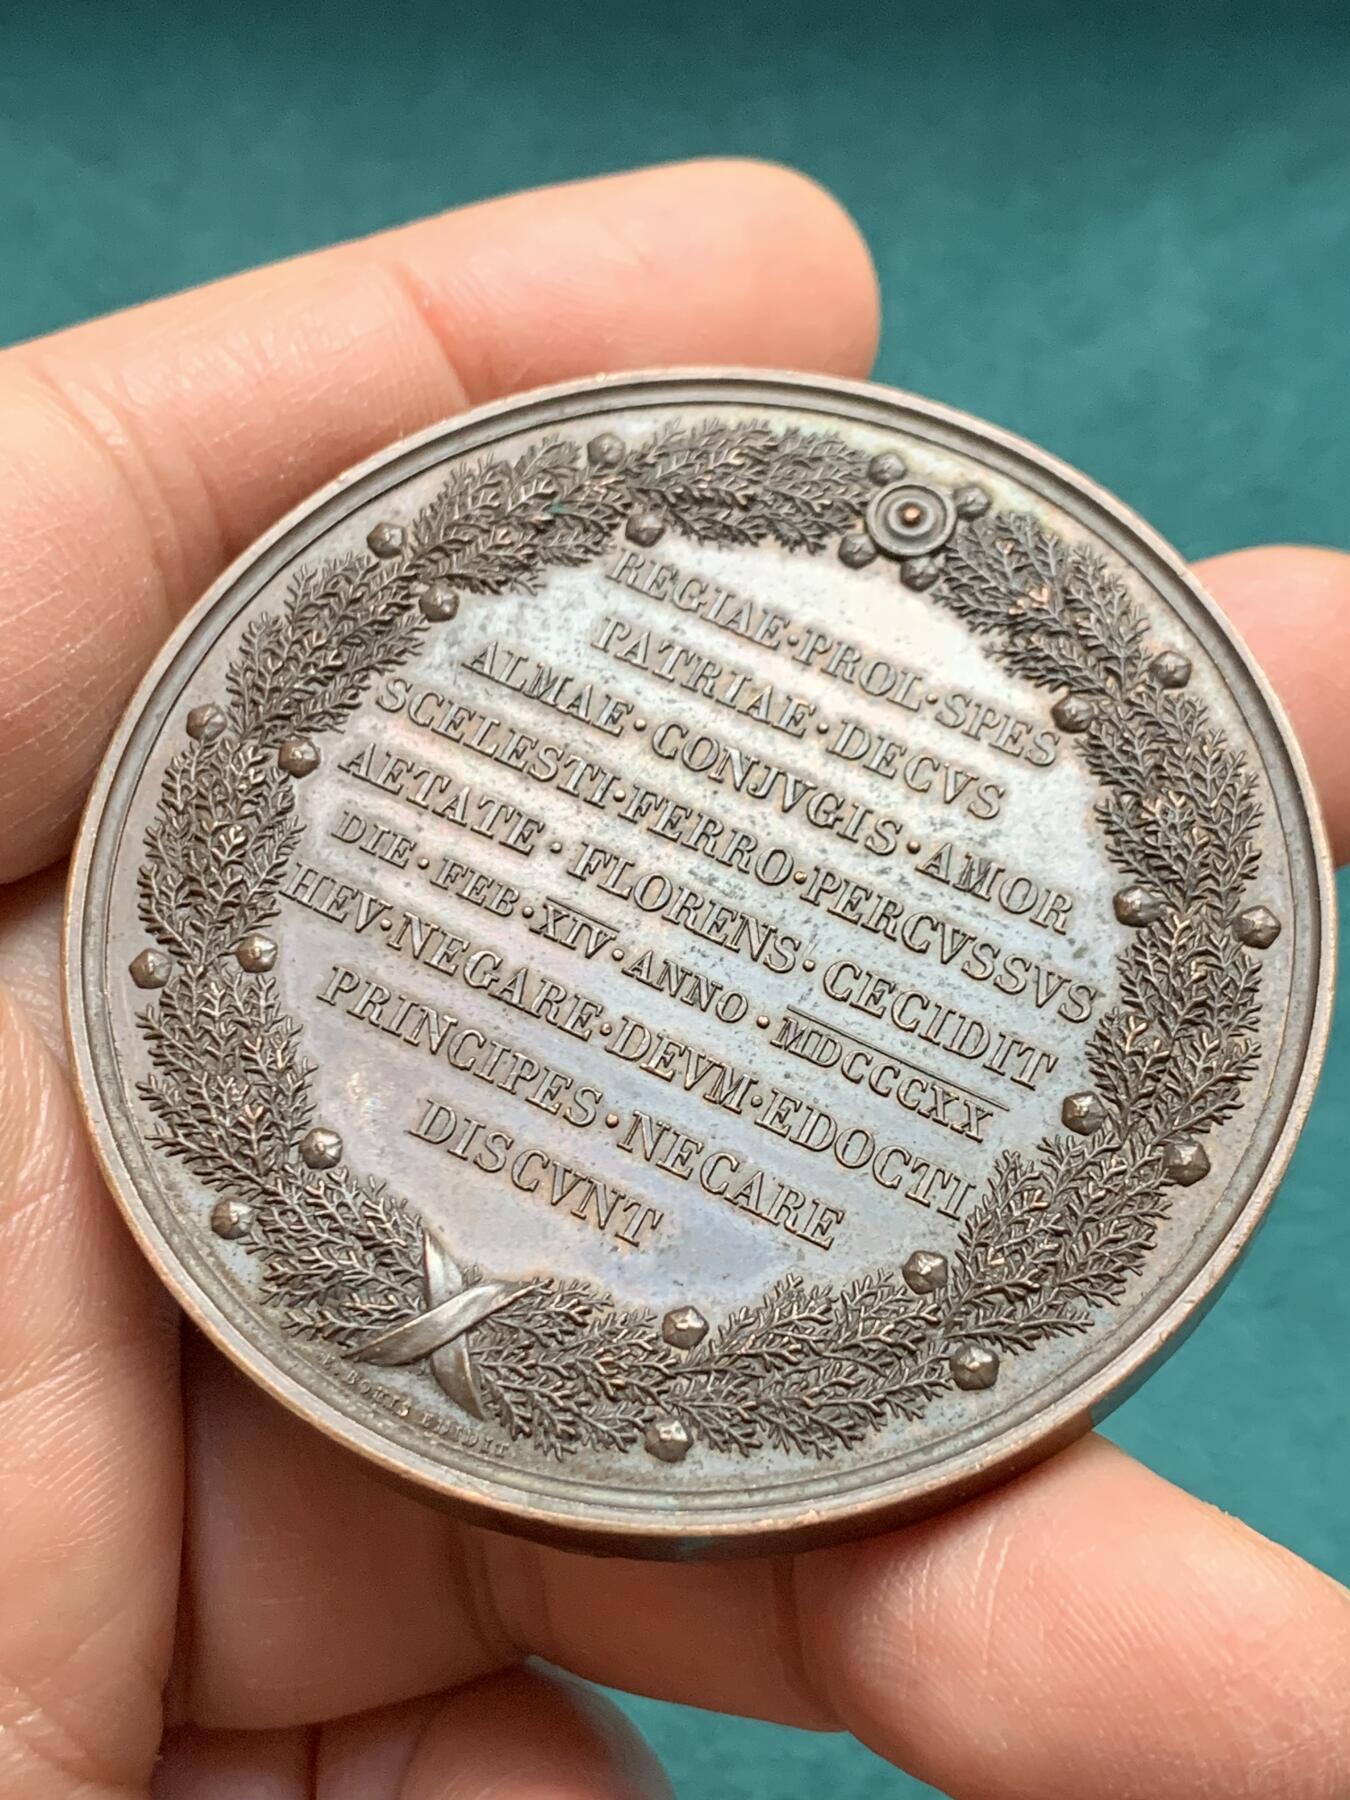 REGIAE·PROL·SPES
PATRIAE·DECVS
ALMAE·CONJVGIS·AMOR
SCELESTI·FERRO·PERCVSSVS
AETATE·FLORENS·CECIDIT
DIE·FEB·XIV·ANNO·MDCCCXX
HEV·NEGARE·DEVM·EDOCTI
PRINCIPES·NECARE
DISCVNT
EDIDIT